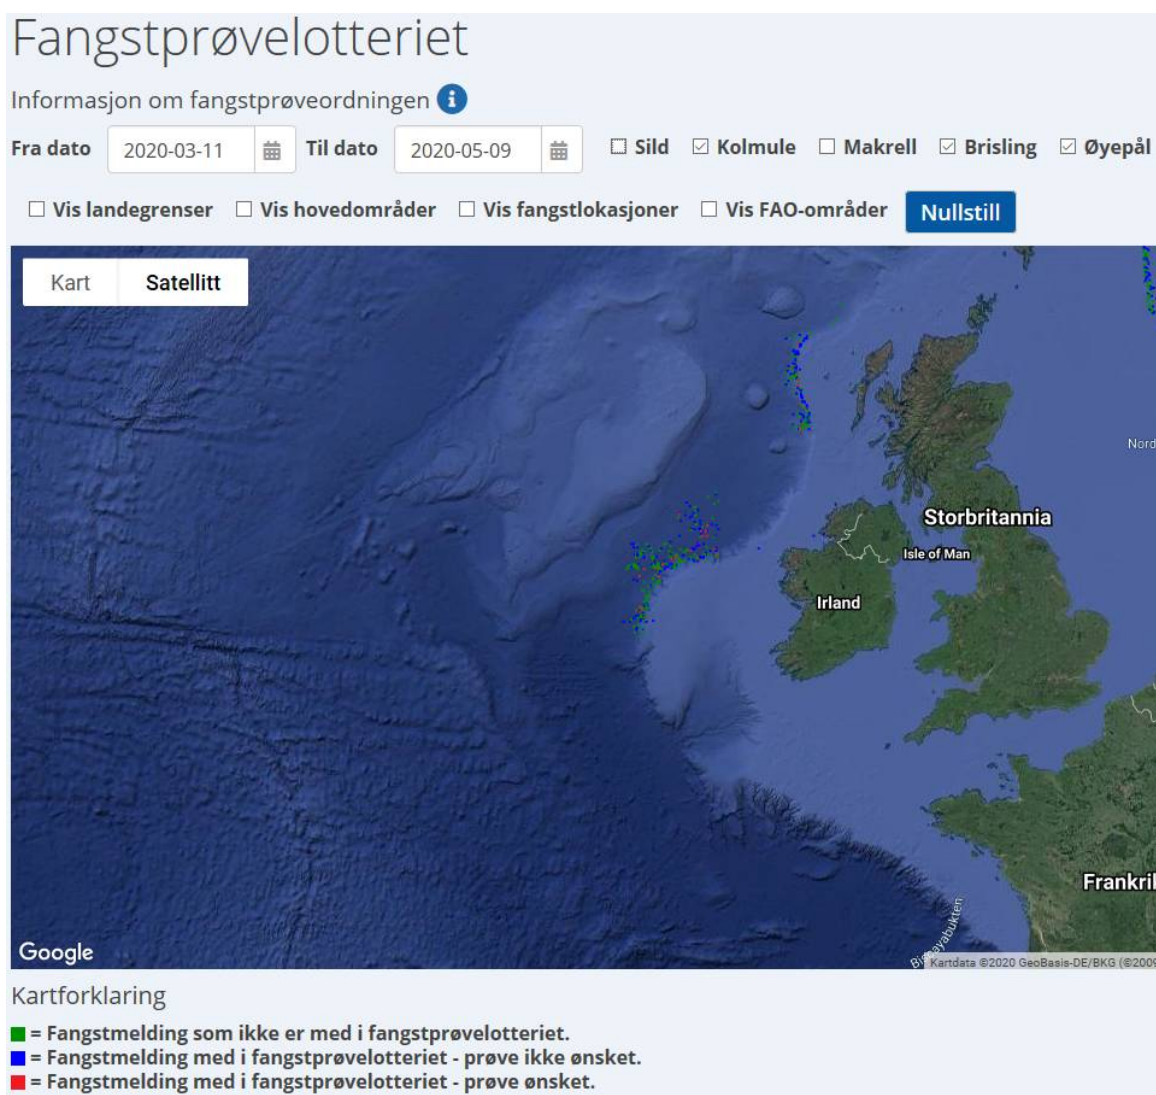 Fangstprøvelotteriet
Informasjon om fangstprøveordningen i
Fra dato 2020-03-11 Til dato 2020-05-09 Sild Kolmule Makrell Brisling Øyepål
Vis landegrenser Vis hovedområder Vis fangstlokasjoner Vis FAO-områder Nullstill
Kart Satellitt
Nord
Storbritannia
Isle of Man
Irland
Frankril
Biscayabukten
Google
Kartdata ©2020 GeoBasis-DE/BKG (©2009
Kartforklaring
= Fangstmelding som ikke er med i fangstprøvelotteriet.
= Fangstmelding med i fangstprøvelotteriet - prøve ikke ønsket.
= Fangstmelding med i fangstprøvelotteriet - prøve ønsket.